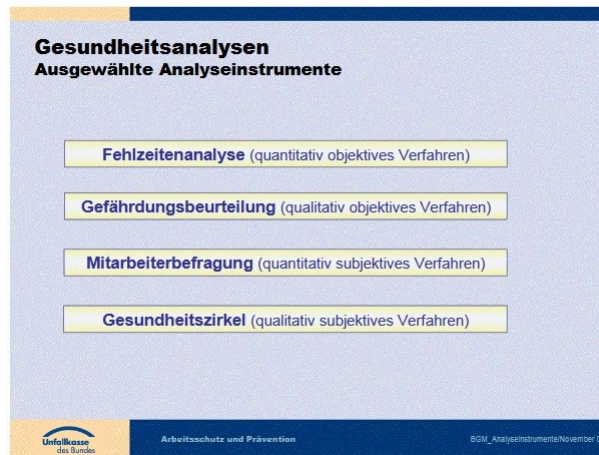 Gesundheitsanalysen
Ausgewählte Analyseinstrumente
Fehlzeitenanalyse (quantitativ objektives Verfahren)
Gefährdungsbeurteilung (qualitativ objektives Verfahren)
Mitarbeiterbefragung (quantitativ subjektives Verfahren)
Gesundheitszirkel (qualitativ subjektives Verfahren)
Unfallkasse
des Bundes
Arbeitsschutz und Prävention
BGM_Analyseinstrumente/November 0